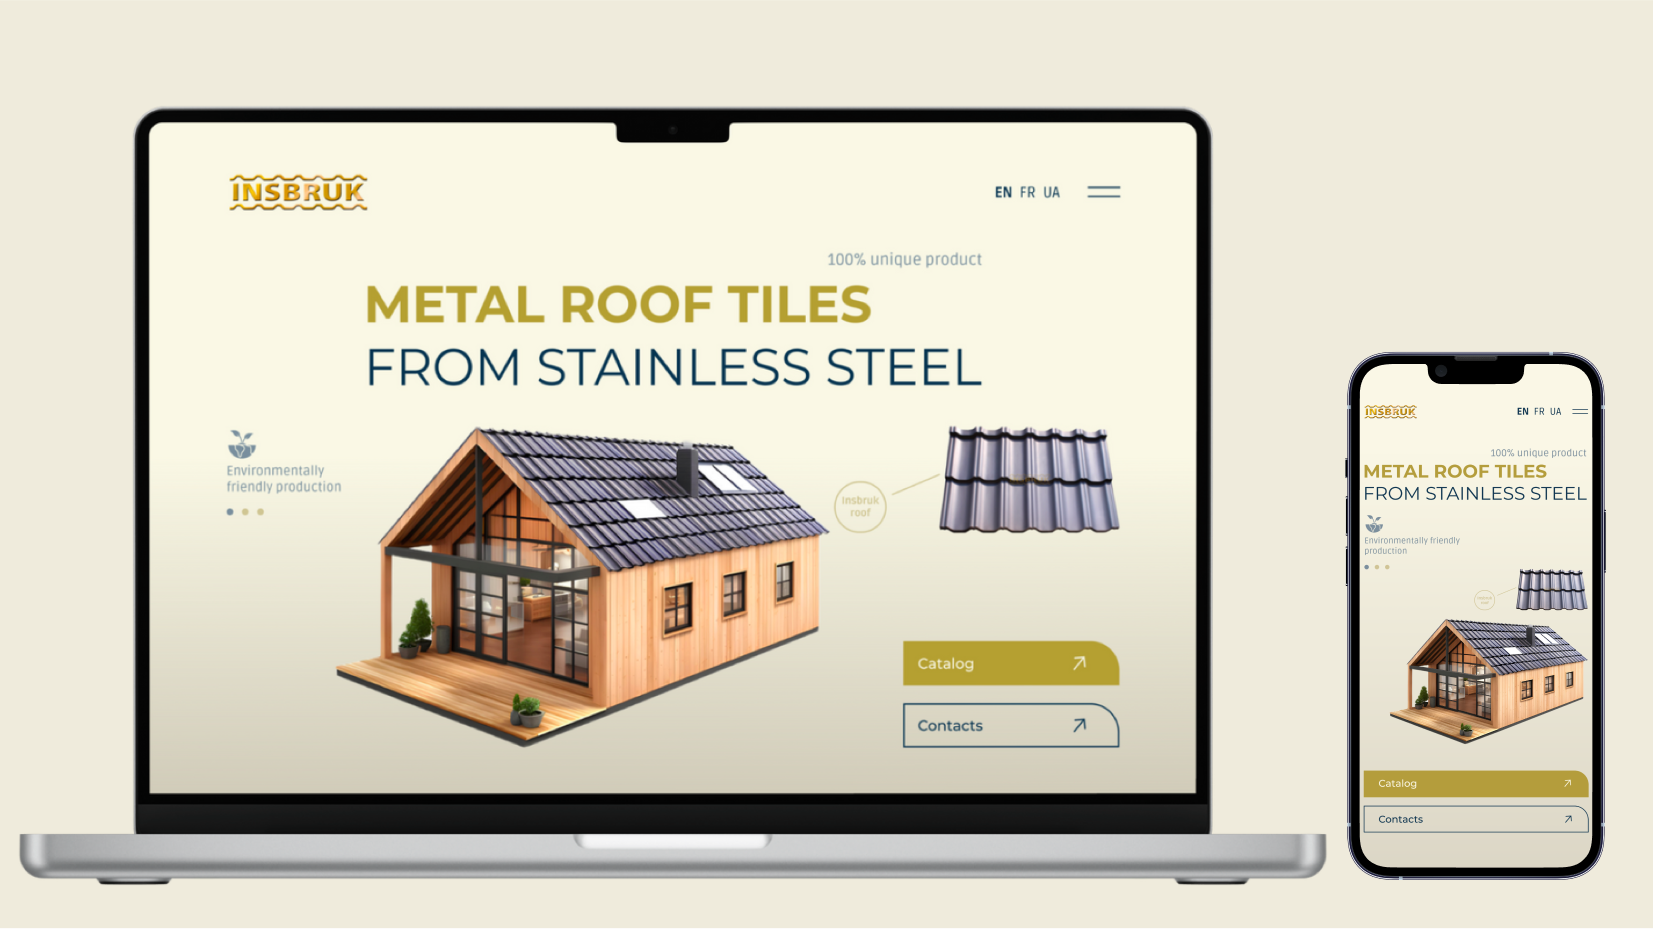 INSBRUK
EN FR UA
100% unique product
METAL ROOF TILES
FROM STAINLESS STEEL
Environmentally
friendly production
Insbruk
roof
Catalog
Contacts
INSBRUK
EN FR UA
100% unique product
METAL ROOF TILES
FROM STAINLESS STEEL
Environmentally friendly
production
Catalog
Contacts